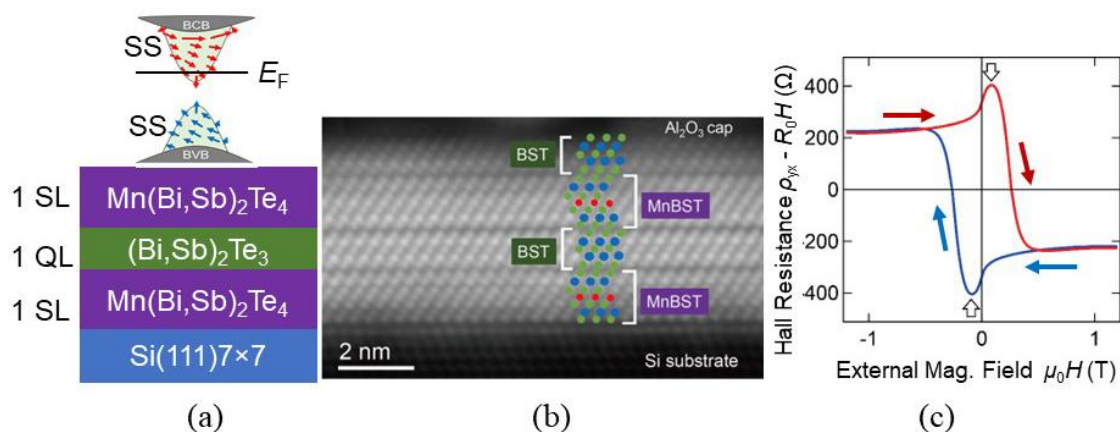 BCB
SS
E_F
SS
BVB
1 SL
Mn(Bi,Sb)₂Te₄
1 QL
(Bi,Sb)₂Te₃
1 SL
Mn(Bi,Sb)₂Te₄
Si(111)7×7
(a)
Al₂O₃ cap
BST
MnBST
BST
MnBST
2 nm
Si substrate
(b)
Hall Resistance ρyx - R₀H (Ω)
400
200
0
200
400
-1
0
1
External Mag. Field μ₀H (T)
(c)